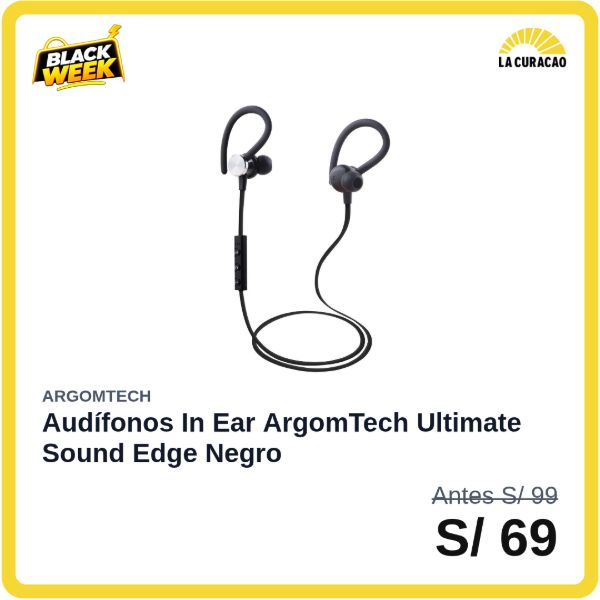 BLACK
WEEK
LA CURACAO
ARGOMTECH
Audífonos In Ear ArgomTech Ultimate
Sound Edge Negro
Antes S/ 99
S/ 69